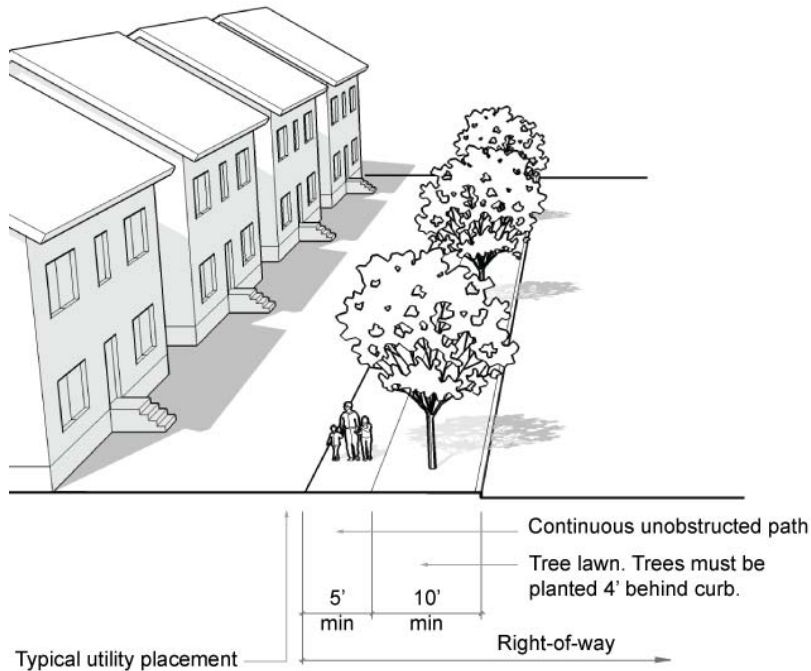 Continuous unobstructed path
Tree lawn. Trees must be
planted 4' behind curb.
5'
min
10'
min
Right-of-way
Typical utility placement